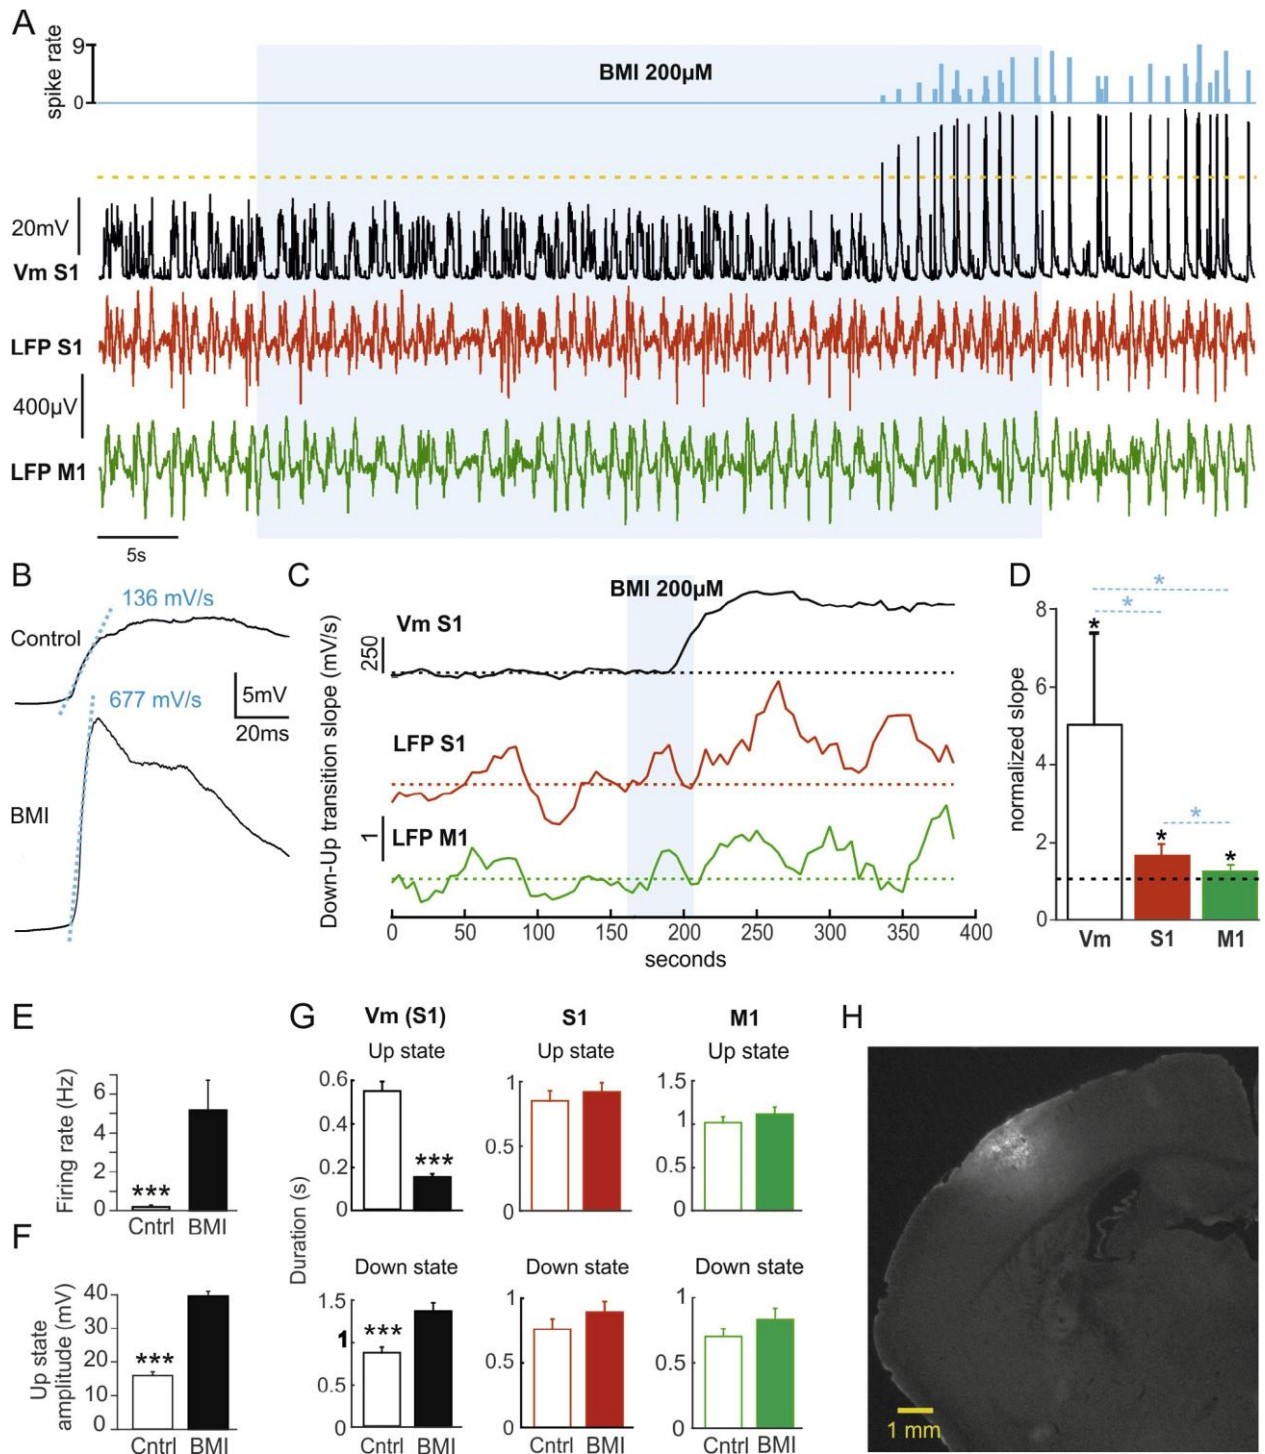 A
spike rate
9
0
BMI 200µM
20mV
Vm S1
LFP S1
400µV
LFP M1
5s
B
136 mV/s
Control
677 mV/s
5mV
20ms
BMI
C
BMI 200µM
Down-Up transition slope (mV/s)
Vm S1
250
LFP S1
LFP M1
1
0 50 100 150 200 250 300 350 400
seconds
D
* *
normalized slope
8
6
4
2
0
*
*
*
*
Vm S1 M1
E
Firing rate (Hz)
6
4
2
0
***
Cntrl BMI
F
Up state
amplitude (mV)
40
30
20
10
0
***
Cntrl BMI
G
Duration (s)
Vm (S1) S1 M1
Up state Up state Up state
0.6
0.4
0.2
0
***
1
0.5
0
1.5
1
0.5
0
Down state Down state Down state
1.5
1
0.5
0
***
1
0.5
0
1
0.5
0
Cntrl BMI Cntrl BMI Cntrl BMI
H
1 mm